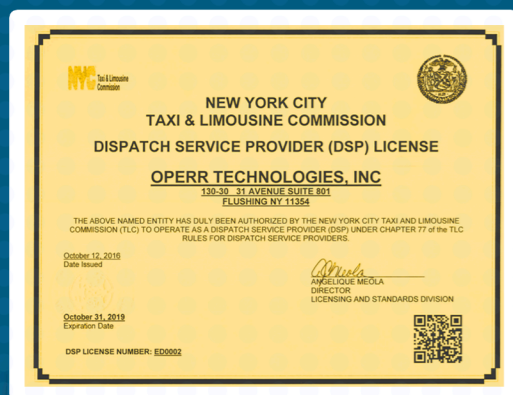 NYC Taxi & Limousine
Commission
NEW YORK CITY
TAXI & LIMOUSINE COMMISSION
DISPATCH SERVICE PROVIDER (DSP) LICENSE
OPERR TECHNOLOGIES, INC
130-30 31 AVENUE SUITE 801
FLUSHING NY 11354
THE ABOVE NAMED ENTITY HAS DULY BEEN AUTHORIZED BY THE NEW YORK CITY TAXI AND LIMOUSINE
COMMISSION (TLC) TO OPERATE AS A DISPATCH SERVICE PROVIDER (DSP) UNDER CHAPTER 77 of the TLC
RULES FOR DISPATCH SERVICE PROVIDERS.
October 12, 2016
Date Issued
AMeola
ANGELIQUE MEOLA
DIRECTOR
LICENSING AND STANDARDS DIVISION
October 31, 2019
Expiration Date
DSP LICENSE NUMBER: ED0002